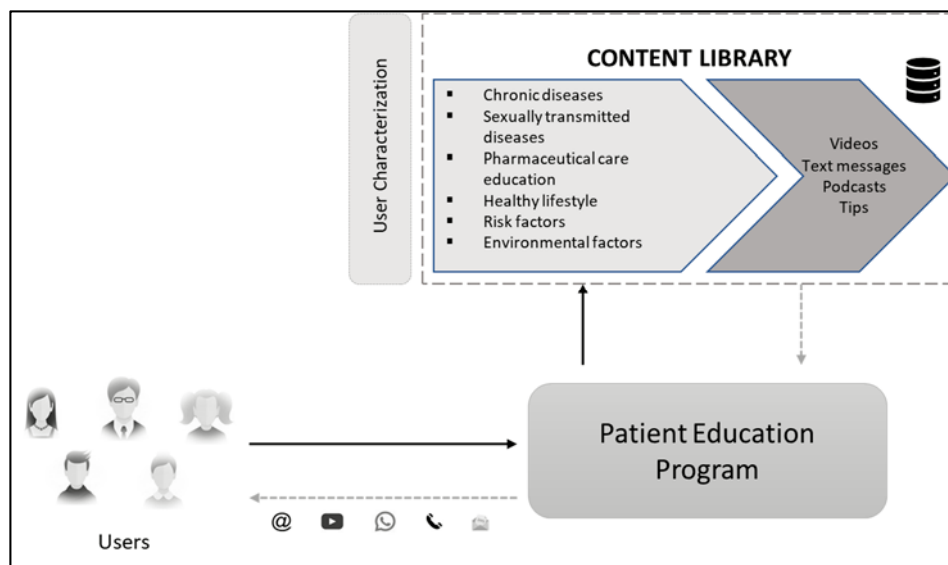 User Characterization
CONTENT LIBRARY
Chronic diseases
Sexually transmitted
diseases
Pharmaceutical care
education
Healthy lifestyle
Risk factors
Environmental factors
Videos
Text messages
Podcasts
Tips
Patient Education
Program
@
Users